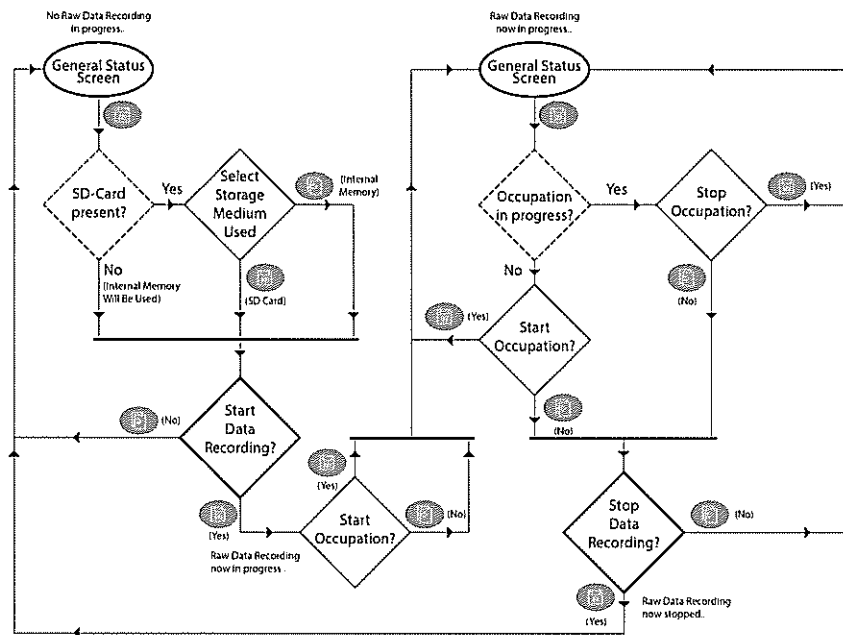 No Raw Data Recording
in progress..
General Status
Screen
SD-Card
present?
Yes
Select
Storage
Medium
Used
(Internal
Memory)
No
(Internal Memory
Will Be Used)
(SD Card)
Start
Data
Recording?
(No)
(Yes)
Raw Data Recording
now in progress..
Start
Occupation?
(Yes)
(No)
Raw Data Recording
now in progress..
General Status
Screen
Occupation
in progress?
Yes
Stop
Occupation?
(Yes)
(No)
No
Start
Occupation?
(Yes)
(No)
Stop
Data
Recording?
(No)
(Yes)
Raw Data Recording
now stopped..